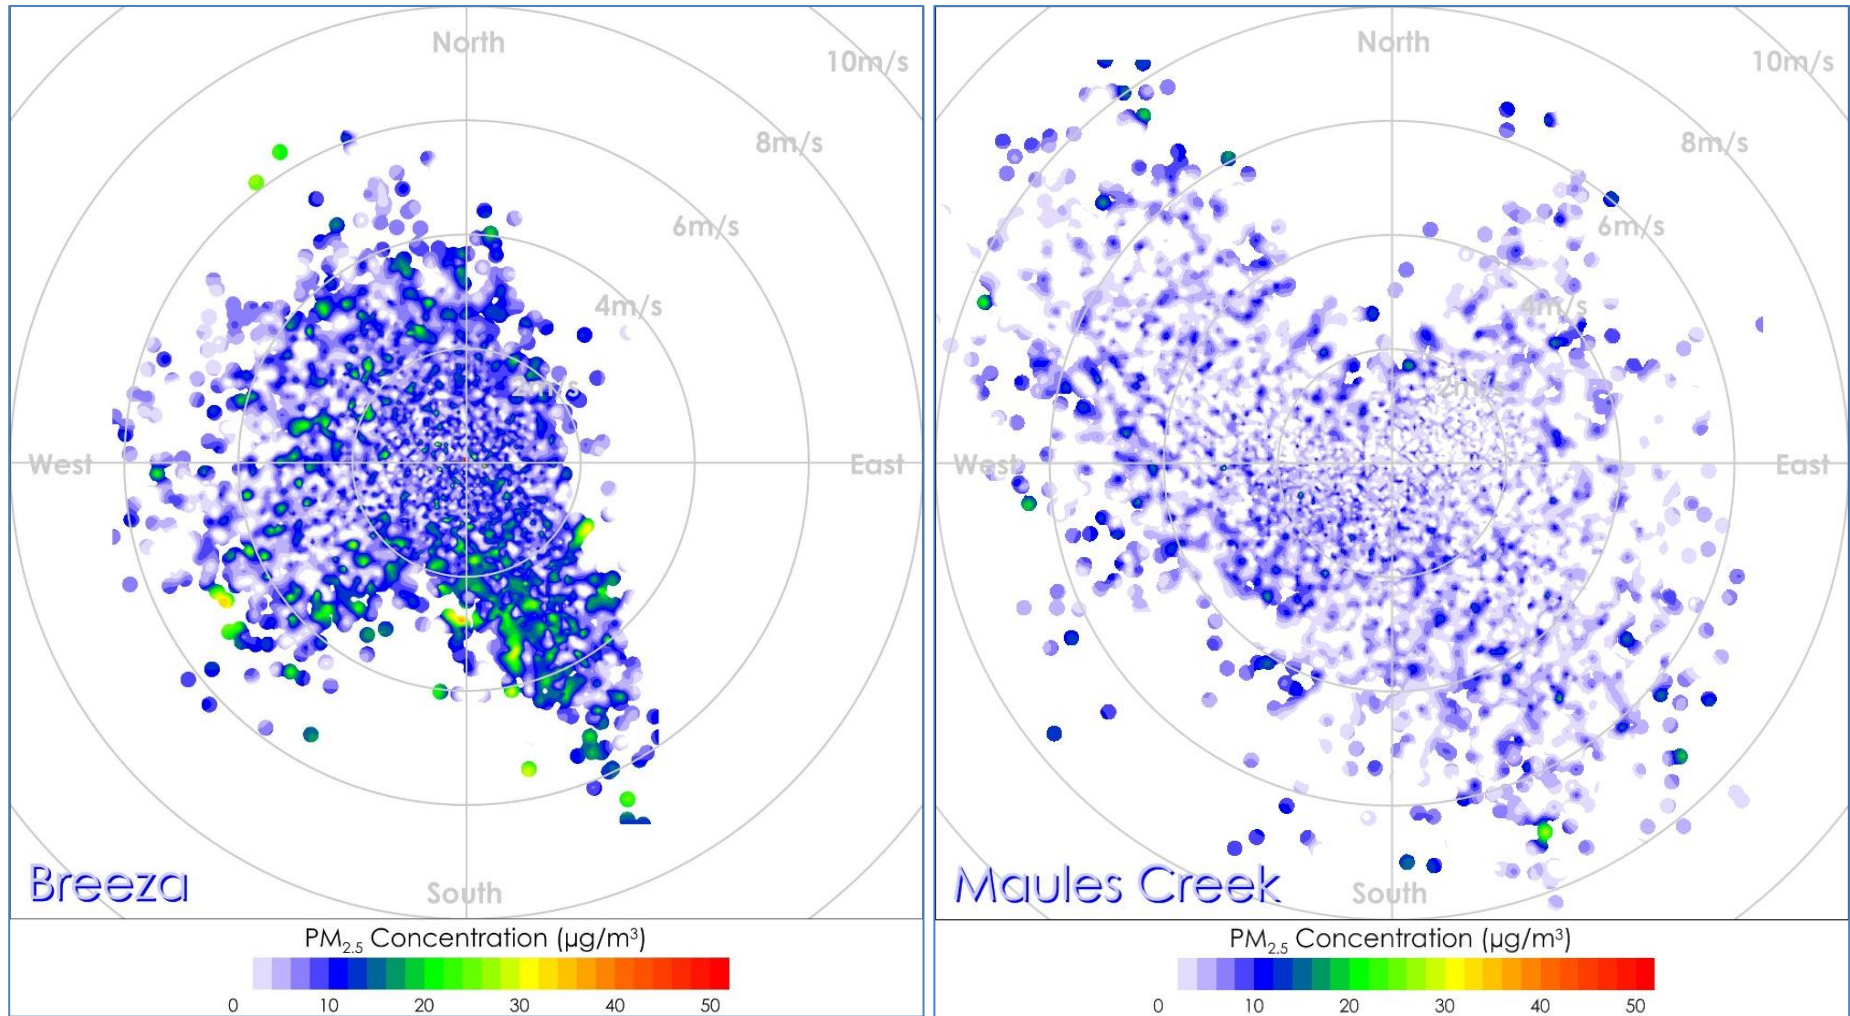 North
10m/s
8m/s
6m/s
4m/s
2m/s
West
East
South
Breeza
PM2.5 Concentration (µg/m³)
0 10 20 30 40 50
North
10m/s
8m/s
6m/s
4m/s
2m/s
West
East
South
Maules Creek
PM2.5 Concentration (µg/m³)
0 10 20 30 40 50